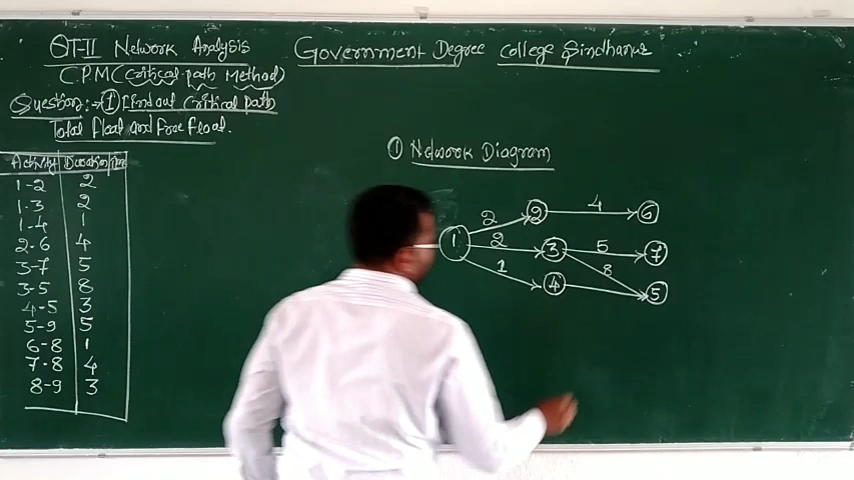 QT-II Network Analysis
Government Degree College Sindhanur
C.P.M (Critical path Method)
Question:- ① Find out Critical Path
Total float and Free float.
Activity Duration
1-2 2
1-3 2
1-4 1
2-6 4
3-7 5
3-5 8
4-5 3
5-9 5
6-8 1
7-8 4
8-9 3
① Network Diagram
2 2 4 6
1 2 3 5 7
8
1 4 5